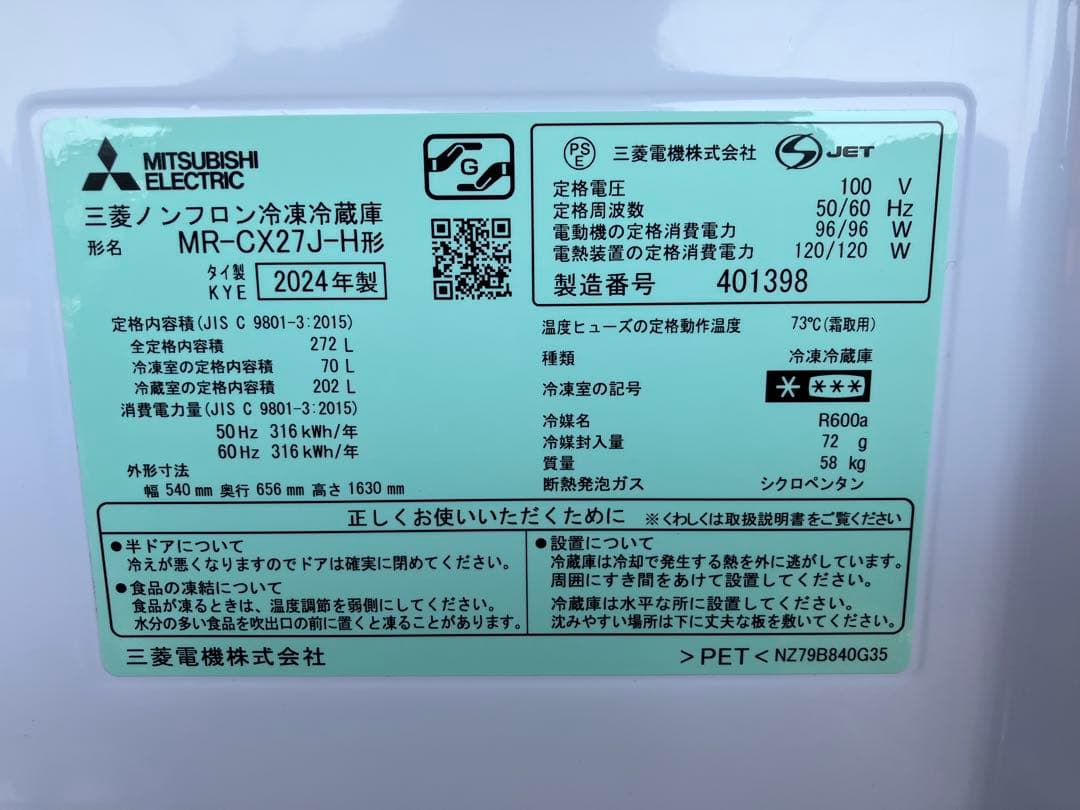 MITSUBISHI
ELECTRIC
三菱ノンフロン冷凍冷蔵庫
形名 MR-CX27J-H形
タイ製
KYE 2024年製
G
PS
E
三菱電機株式会社 S JET
定格電圧 100 V
定格周波数 50/60 Hz
電動機の定格消費電力 96/96 W
電熱装置の定格消費電力 120/120 W
製造番号 401398
定格内容積(JIS C 9801-3:2015)
全定格内容積 272 L
冷凍室の定格内容積 70 L
冷蔵室の定格内容積 202 L
消費電力量(JIS C 9801-3:2015)
50Hz 316kWh/年
60Hz 316kWh/年
外形寸法
幅 540mm 奥行 656mm 高さ 1630mm
温度ヒューズの定格動作温度 73℃(霜取用)
種類 冷凍冷蔵庫
冷凍室の記号 * ***
冷媒名 R600a
冷媒封入量 72 g
質量 58 kg
断熱発泡ガス シクロペンタン
正しくお使いいただくために ※くわしくは取扱説明書をご覧ください
●半ドアについて
冷えが悪くなりますのでドアは確実に閉めてください。
●食品の凍結について
食品が凍るときは、温度調節を弱側にしてください。
水分の多い食品を吹出口の前に置くと凍ることがあります。
●設置について
冷蔵庫は冷却で発生する熱を外に逃がしています。
周囲にすき間をあけて設置してください。
冷蔵庫は水平な所に設置してください。
沈みやすい場所は下に丈夫な板を敷いてください。
三菱電機株式会社
>PET< NZ79B840G35